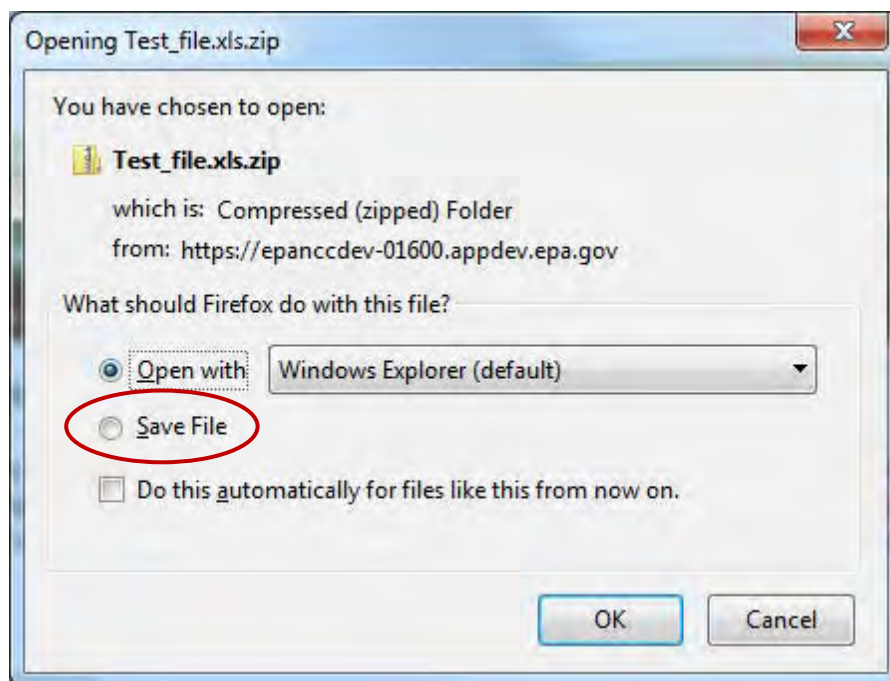 Opening Test_file.xls.zip
You have chosen to open:
Test_file.xls.zip
which is: Compressed (zipped) Folder
from: https://epanccdev-01600.appdev.epa.gov
What should Firefox do with this file?
Open with Windows Explorer (default)
Save File
Do this automatically for files like this from now on.
OK Cancel